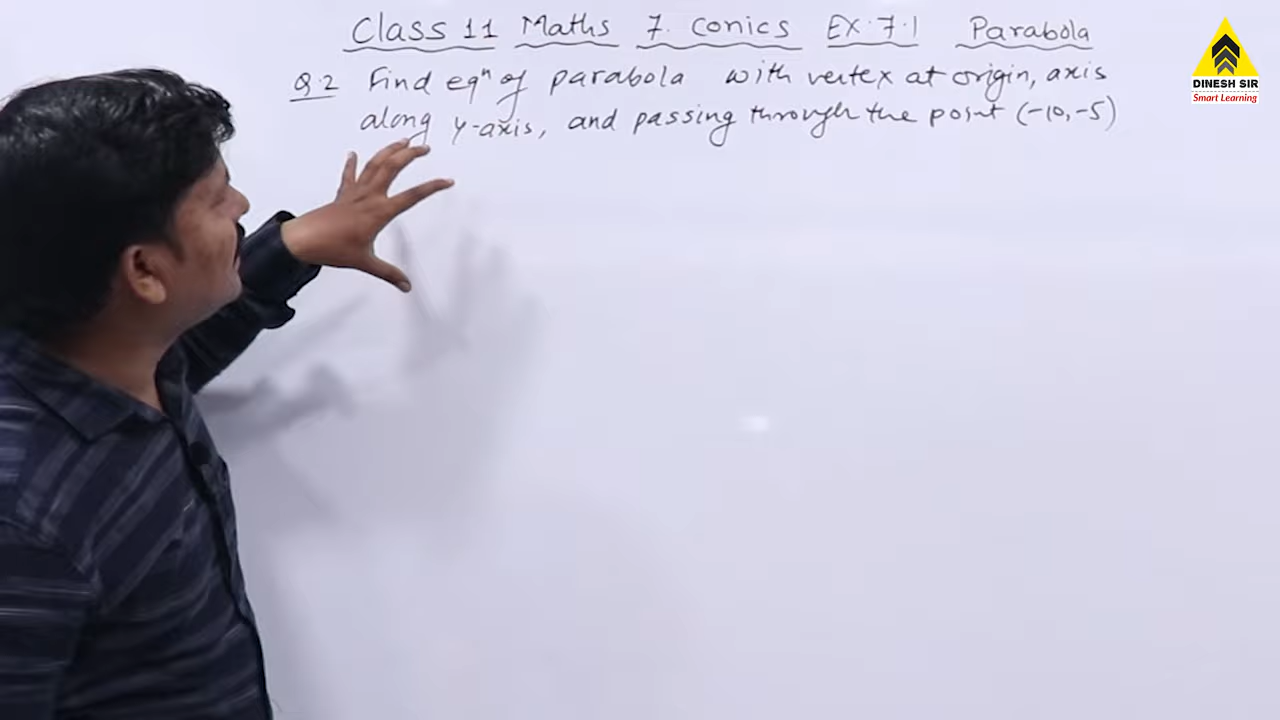 Class 11 Maths 7. Conics Ex 7.1 Parabola
Q.2 Find eqⁿ of parabola with vertex at origin, axis
along y-axis, and passing through the point (-10,-5)
DINESH SIR
Smart Learning